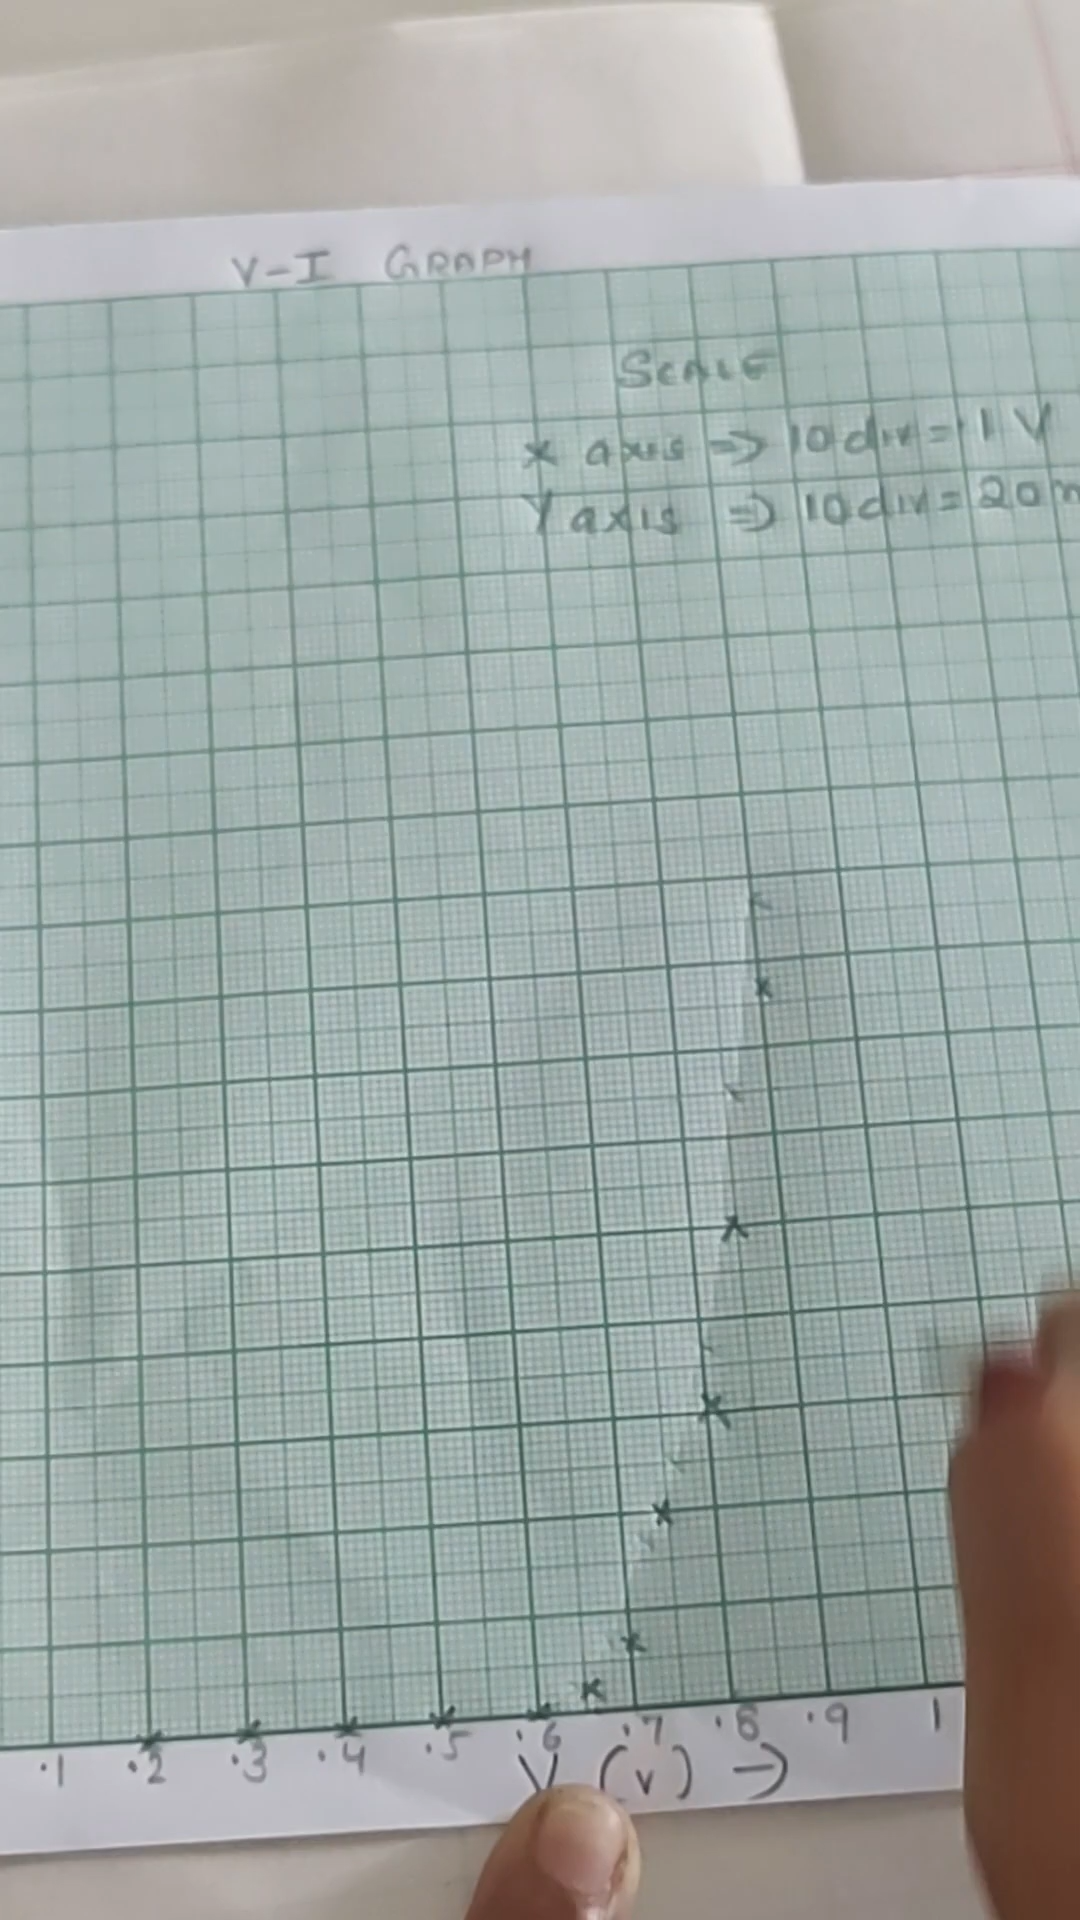 V-I GRAPH
SCALE
X axis => 10 div = .1 V
Y axis => 10 div = 20 m
.1 .2 .3 .4 .5 .6 .7 .8 .9 1
V (v) →